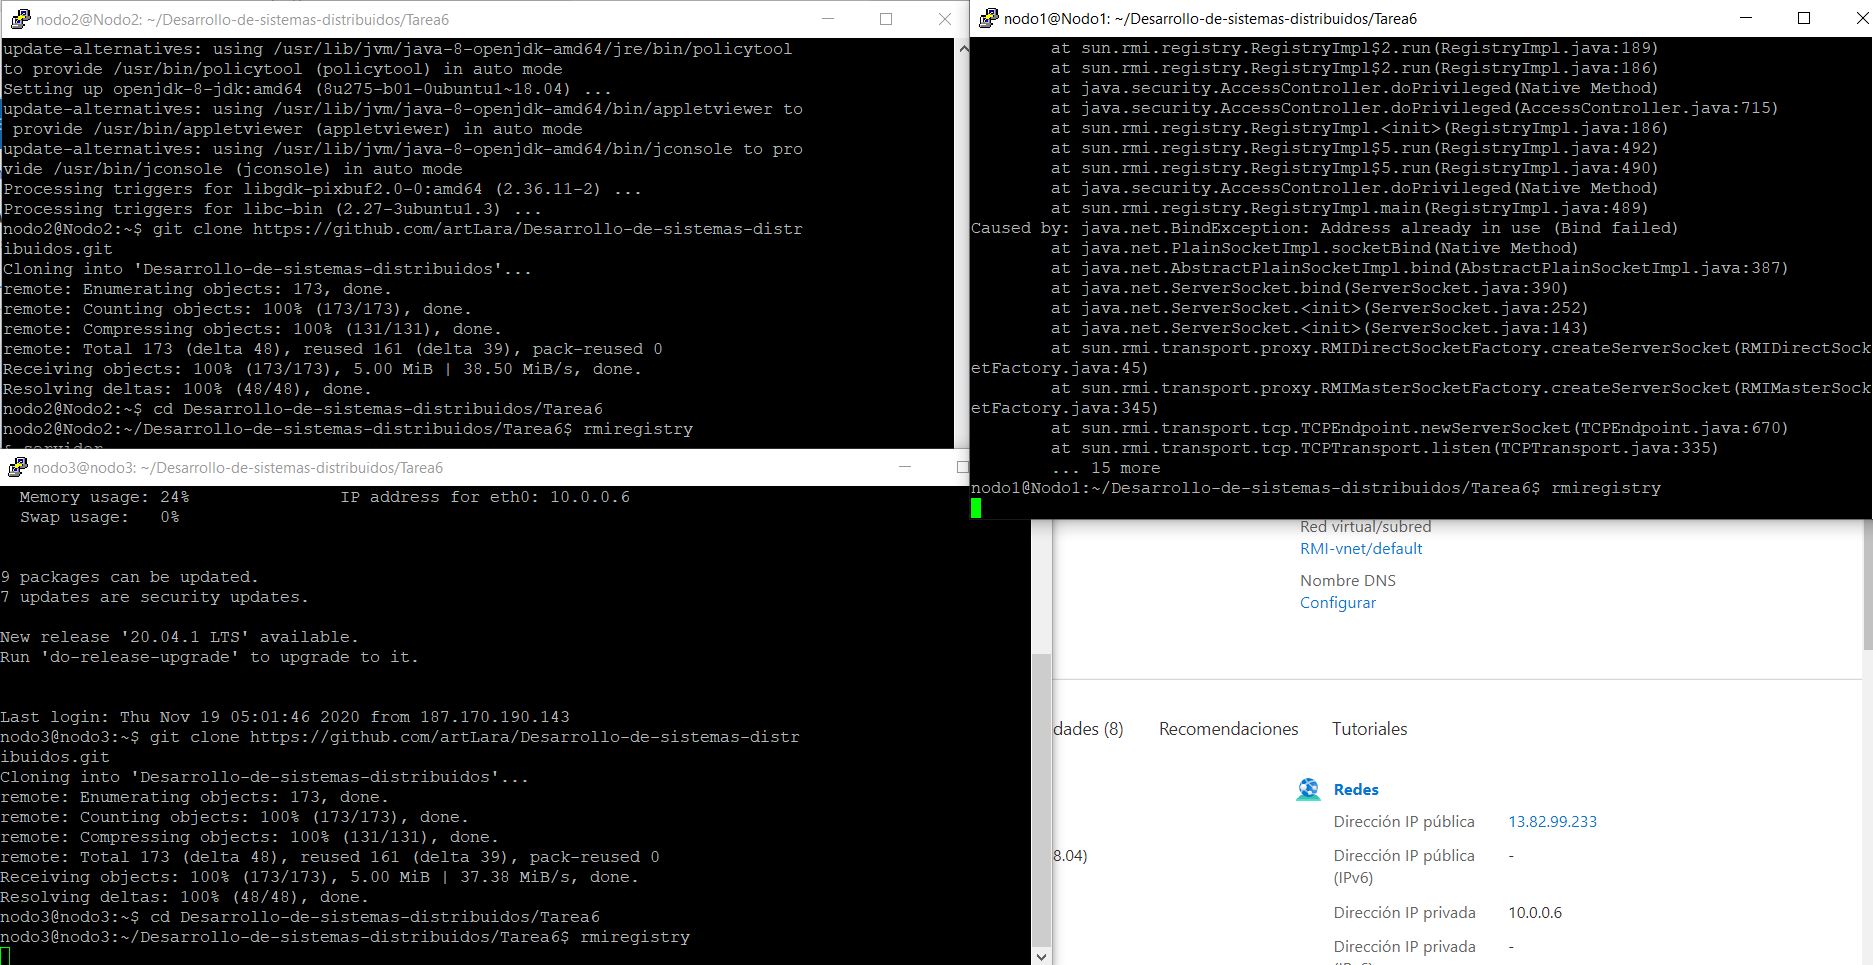 nodo2@Nodo2: ~/Desarrollo-de-sistemas-distribuidos/Tarea6
update-alternatives: using /usr/lib/jvm/java-8-openjdk-amd64/jre/bin/policytool
to provide /usr/bin/policytool (policytool) in auto mode
Setting up openjdk-8-jdk:amd64 (8u275-b01-0ubuntu1~18.04) ...
update-alternatives: using /usr/lib/jvm/java-8-openjdk-amd64/bin/appletviewer to
provide /usr/bin/appletviewer (appletviewer) in auto mode
update-alternatives: using /usr/lib/jvm/java-8-openjdk-amd64/bin/jconsole to pro
vide /usr/bin/jconsole (jconsole) in auto mode
Processing triggers for libgdk-pixbuf2.0-0:amd64 (2.36.11-2) ...
Processing triggers for libc-bin (2.27-3ubuntu1.3) ...
nodo2@Nodo2:~$ git clone https://github.com/artLara/Desarrollo-de-sistemas-distr
ibuidos.git
Cloning into 'Desarrollo-de-sistemas-distribuidos'...
remote: Enumerating objects: 173, done.
remote: Counting objects: 100% (173/173), done.
remote: Compressing objects: 100% (131/131), done.
remote: Total 173 (delta 48), reused 161 (delta 39), pack-reused 0
Receiving objects: 100% (173/173), 5.00 MiB | 38.50 MiB/s, done.
Resolving deltas: 100% (48/48), done.
nodo2@Nodo2:~$ cd Desarrollo-de-sistemas-distribuidos/Tarea6
nodo2@Nodo2:~/Desarrollo-de-sistemas-distribuidos/Tarea6$ rmiregistry
nodo1@Nodo1: ~/Desarrollo-de-sistemas-distribuidos/Tarea6
at sun.rmi.registry.RegistryImpl$2.run(RegistryImpl.java:189)
at sun.rmi.registry.RegistryImpl$2.run(RegistryImpl.java:186)
at java.security.AccessController.doPrivileged(Native Method)
at java.security.AccessController.doPrivileged(AccessController.java:715)
at sun.rmi.registry.RegistryImpl.<init>(RegistryImpl.java:186)
at sun.rmi.registry.RegistryImpl$5.run(RegistryImpl.java:492)
at sun.rmi.registry.RegistryImpl$5.run(RegistryImpl.java:490)
at java.security.AccessController.doPrivileged(Native Method)
at sun.rmi.registry.RegistryImpl.main(RegistryImpl.java:489)
Caused by: java.net.BindException: Address already in use (Bind failed)
at java.net.PlainSocketImpl.socketBind(Native Method)
at java.net.AbstractPlainSocketImpl.bind(AbstractPlainSocketImpl.java:387)
at java.net.ServerSocket.bind(ServerSocket.java:390)
at java.net.ServerSocket.<init>(ServerSocket.java:252)
at java.net.ServerSocket.<init>(ServerSocket.java:143)
at sun.rmi.transport.proxy.RMIDirectSocketFactory.createServerSocket(RMIDirectSock
etFactory.java:45)
at sun.rmi.transport.proxy.RMIMasterSocketFactory.createServerSocket(RMIMasterSock
etFactory.java:345)
at sun.rmi.transport.tcp.TCPEndpoint.newServerSocket(TCPEndpoint.java:670)
at sun.rmi.transport.tcp.TCPTransport.listen(TCPTransport.java:335)
... 15 more
nodo1@Nodo1:~/Desarrollo-de-sistemas-distribuidos/Tarea6$ rmiregistry
nodo3@nodo3: ~/Desarrollo-de-sistemas-distribuidos/Tarea6
Memory usage: 24% IP address for eth0: 10.0.0.6
Swap usage: 0%
9 packages can be updated.
7 updates are security updates.
New release '20.04.1 LTS' available.
Run 'do-release-upgrade' to upgrade to it.
Last login: Thu Nov 19 05:01:46 2020 from 187.170.190.143
nodo3@nodo3:~$ git clone https://github.com/artLara/Desarrollo-de-sistemas-distr
ibuidos.git
Cloning into 'Desarrollo-de-sistemas-distribuidos'...
remote: Enumerating objects: 173, done.
remote: Counting objects: 100% (173/173), done.
remote: Compressing objects: 100% (131/131), done.
remote: Total 173 (delta 48), reused 161 (delta 39), pack-reused 0
Receiving objects: 100% (173/173), 5.00 MiB | 37.38 MiB/s, done.
Resolving deltas: 100% (48/48), done.
nodo3@nodo3:~$ cd Desarrollo-de-sistemas-distribuidos/Tarea6
nodo3@nodo3:~/Desarrollo-de-sistemas-distribuidos/Tarea6$ rmiregistry
Red virtual/subred
RMI-vnet/default
Nombre DNS
Configurar
dades (8) Recomendaciones Tutoriales
Redes
Dirección IP pública 13.82.99.233
8.04) Dirección IP pública -
(IPv6)
Dirección IP privada 10.0.0.6
Dirección IP privada -